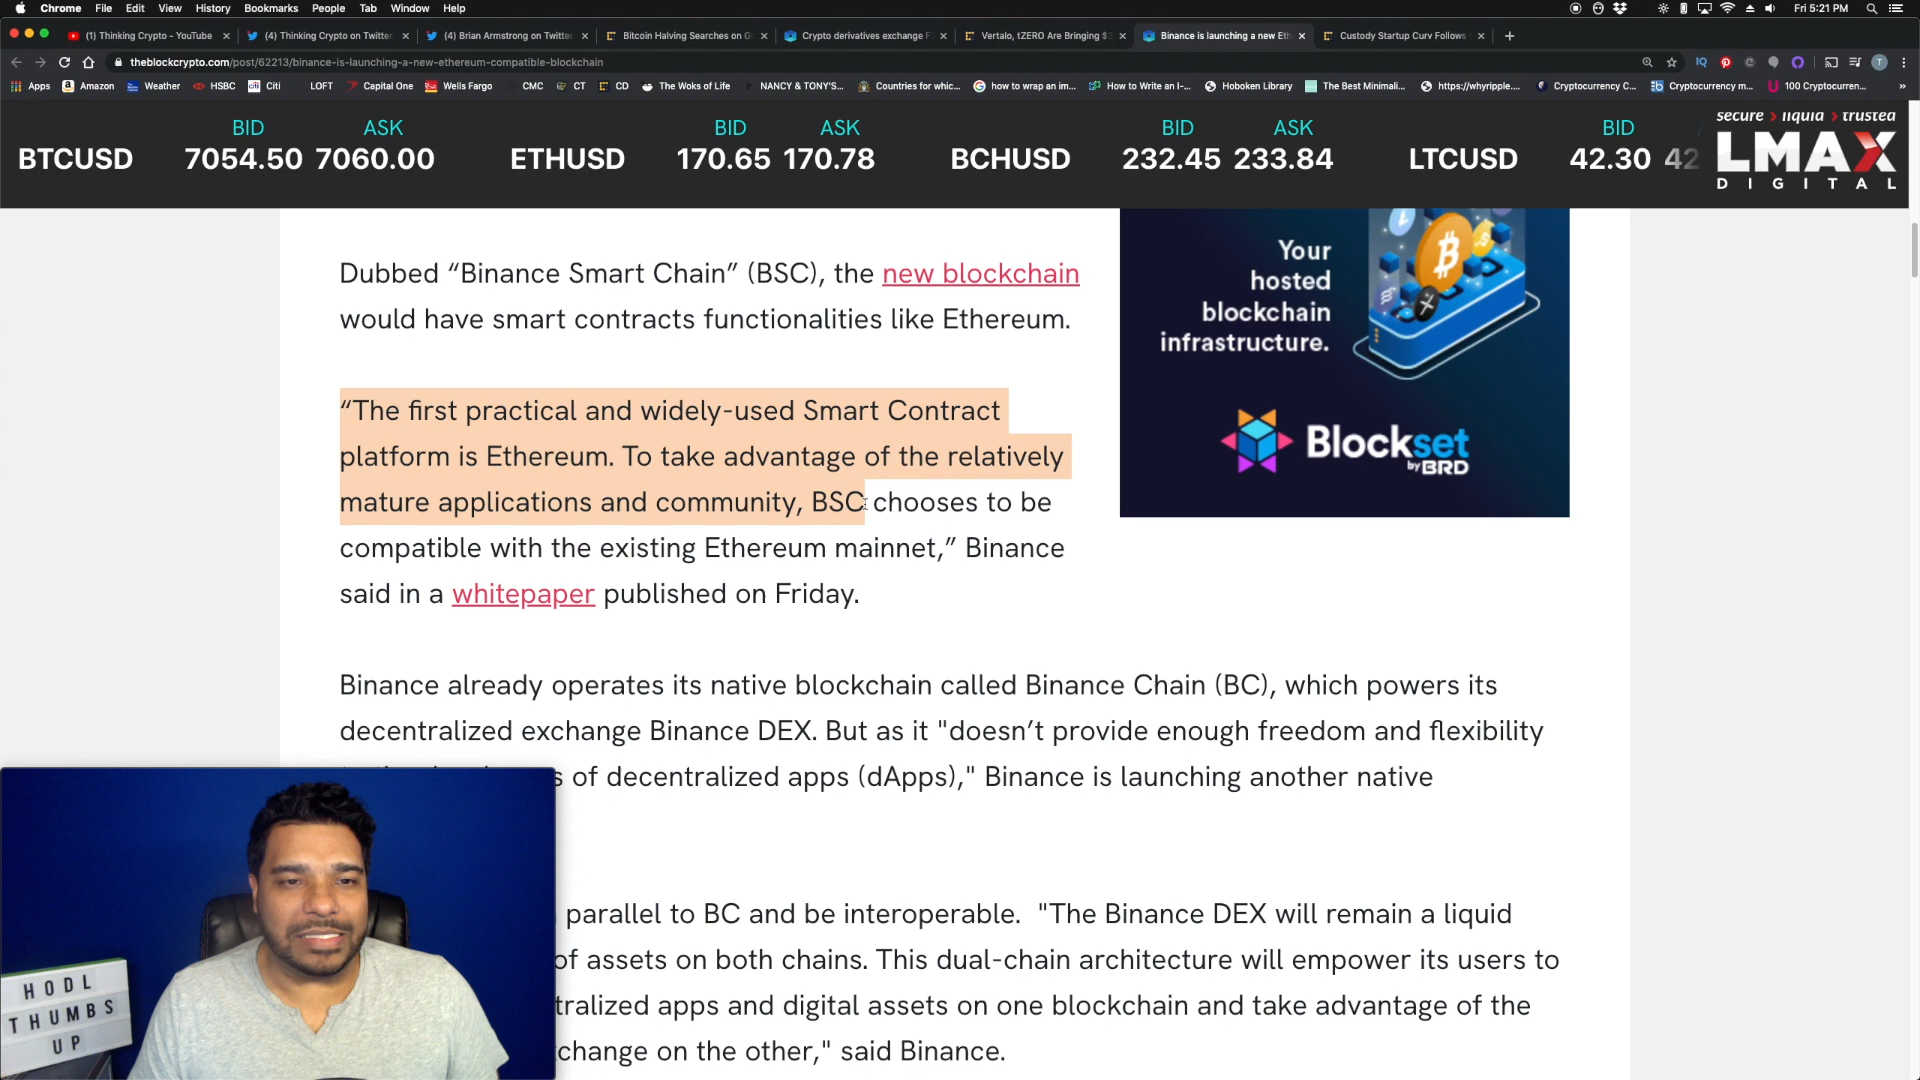 Chrome File Edit View History Bookmarks People Tab Window Help Fri 5:21 PM
(1) Thinking Crypto - YouTube (4) Thinking Crypto on Twitter (4) Brian Armstrong on Twitter Bitcoin Halving Searches on Go Crypto derivatives exchange F Vertalo, tZERO Are Bringing $ Binance is launching a new Eth Custody Startup Curv Follows
theblockcrypto.com/post/62213/binance-is-launching-a-new-ethereum-compatible-blockchain
Apps Amazon Weather HSBC Citi LOFT Capital One Wells Fargo CMC CT CD The Woks of Life NANCY & TONY'S... Countries for whic... how to wrap an im... How to Write an I-... Hoboken Library The Best Minimali... https://whyripple.... Cryptocurrency C... Cryptocurrency m... 100 Cryptocurren...
BID ASK BID ASK BID ASK BID
BTCUSD 7054.50 7060.00 ETHUSD 170.65 170.78 BCHUSD 232.45 233.84 LTCUSD 42.30 42
secure › liquid › trusted
LMAX
DIGITAL
Dubbed “Binance Smart Chain” (BSC), the new blockchain
would have smart contracts functionalities like Ethereum.
“The first practical and widely-used Smart Contract
platform is Ethereum. To take advantage of the relatively
mature applications and community, BSC chooses to be
compatible with the existing Ethereum mainnet,” Binance
said in a whitepaper published on Friday.
Your
hosted
blockchain
infrastructure.
Blockset
by BRD
Binance already operates its native blockchain called Binance Chain (BC), which powers its
decentralized exchange Binance DEX. But as it "doesn’t provide enough freedom and flexibility
s of decentralized apps (dApps)," Binance is launching another native
parallel to BC and be interoperable. "The Binance DEX will remain a liquid
of assets on both chains. This dual-chain architecture will empower its users to
tralized apps and digital assets on one blockchain and take advantage of the
change on the other," said Binance.
HODL
THUMBS
UP